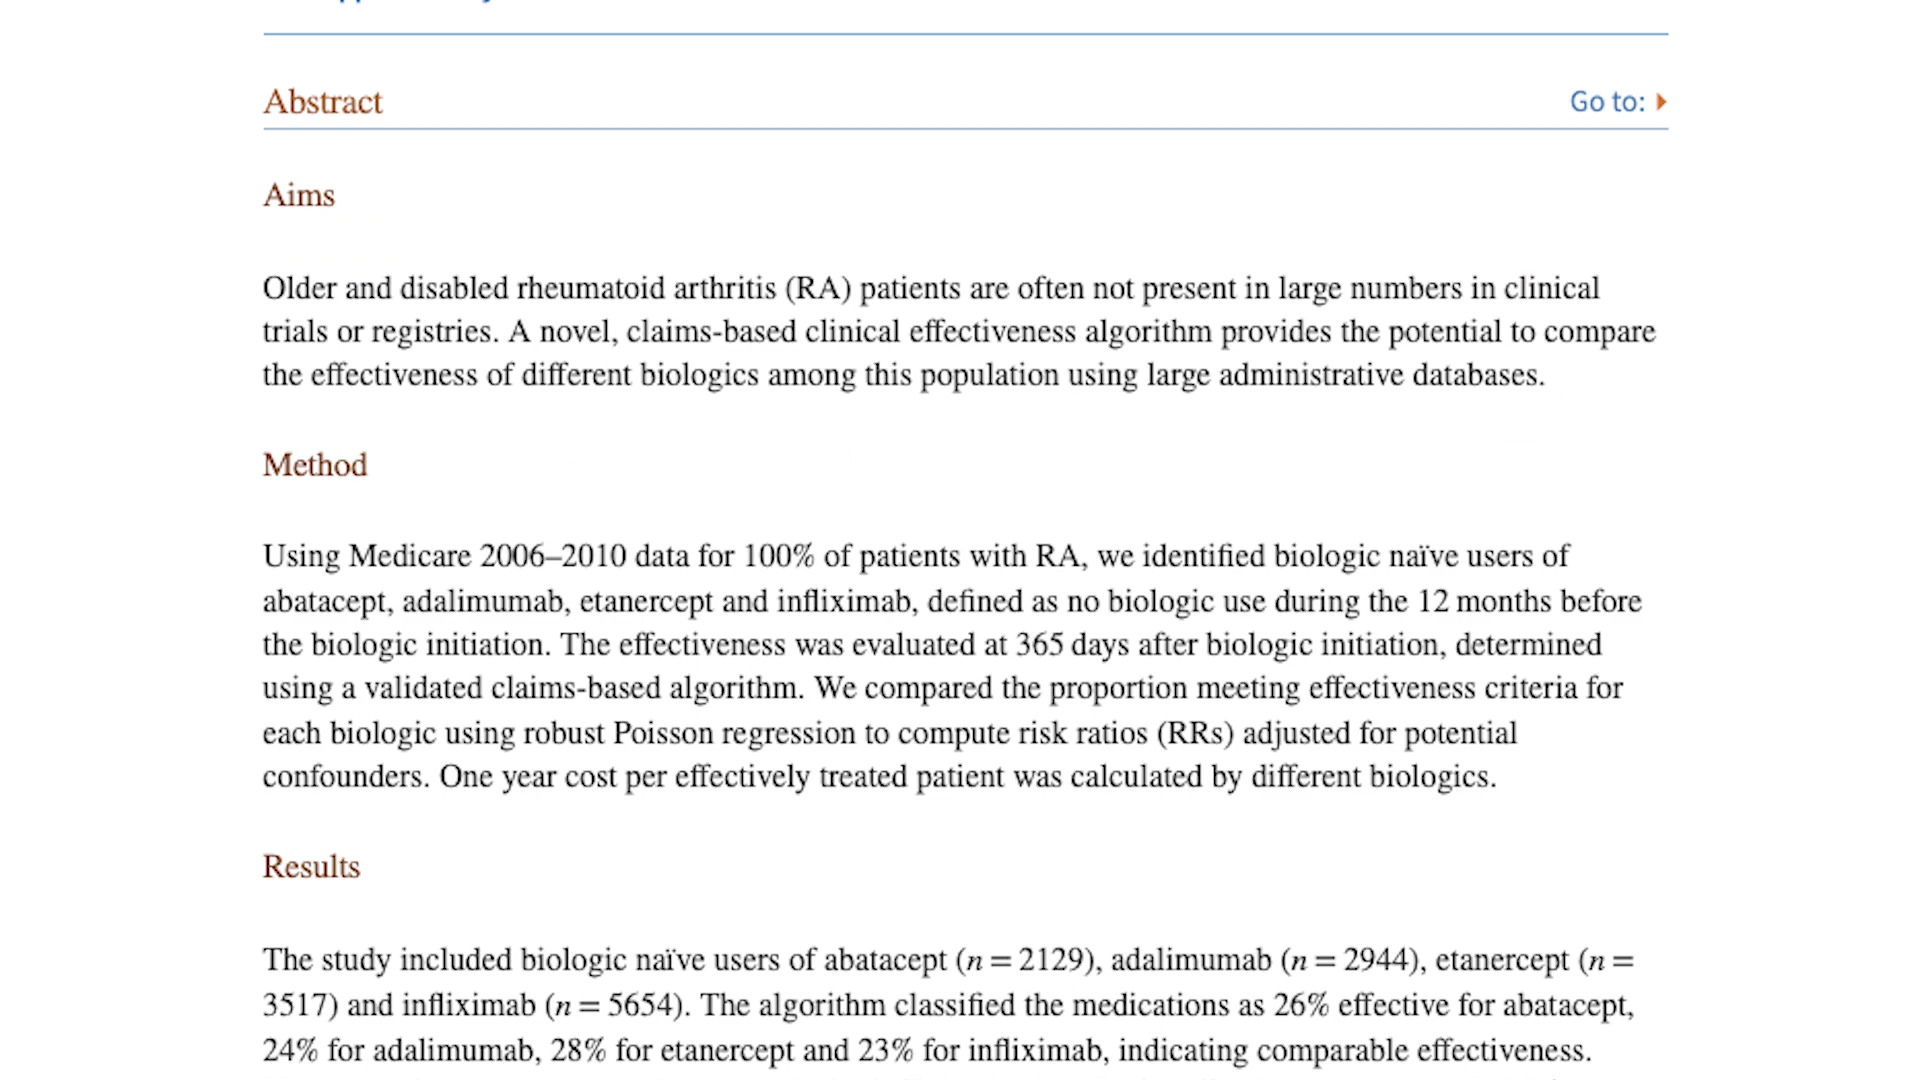 Abstract
Go to:
Aims
Older and disabled rheumatoid arthritis (RA) patients are often not present in large numbers in clinical
trials or registries. A novel, claims-based clinical effectiveness algorithm provides the potential to compare
the effectiveness of different biologics among this population using large administrative databases.
Method
Using Medicare 2006–2010 data for 100% of patients with RA, we identified biologic naïve users of
abatacept, adalimumab, etanercept and infliximab, defined as no biologic use during the 12 months before
the biologic initiation. The effectiveness was evaluated at 365 days after biologic initiation, determined
using a validated claims-based algorithm. We compared the proportion meeting effectiveness criteria for
each biologic using robust Poisson regression to compute risk ratios (RRs) adjusted for potential
confounders. One year cost per effectively treated patient was calculated by different biologics.
Results
The study included biologic naïve users of abatacept (n = 2129), adalimumab (n = 2944), etanercept (n =
3517) and infliximab (n = 5654). The algorithm classified the medications as 26% effective for abatacept,
24% for adalimumab, 28% for etanercept and 23% for infliximab, indicating comparable effectiveness.